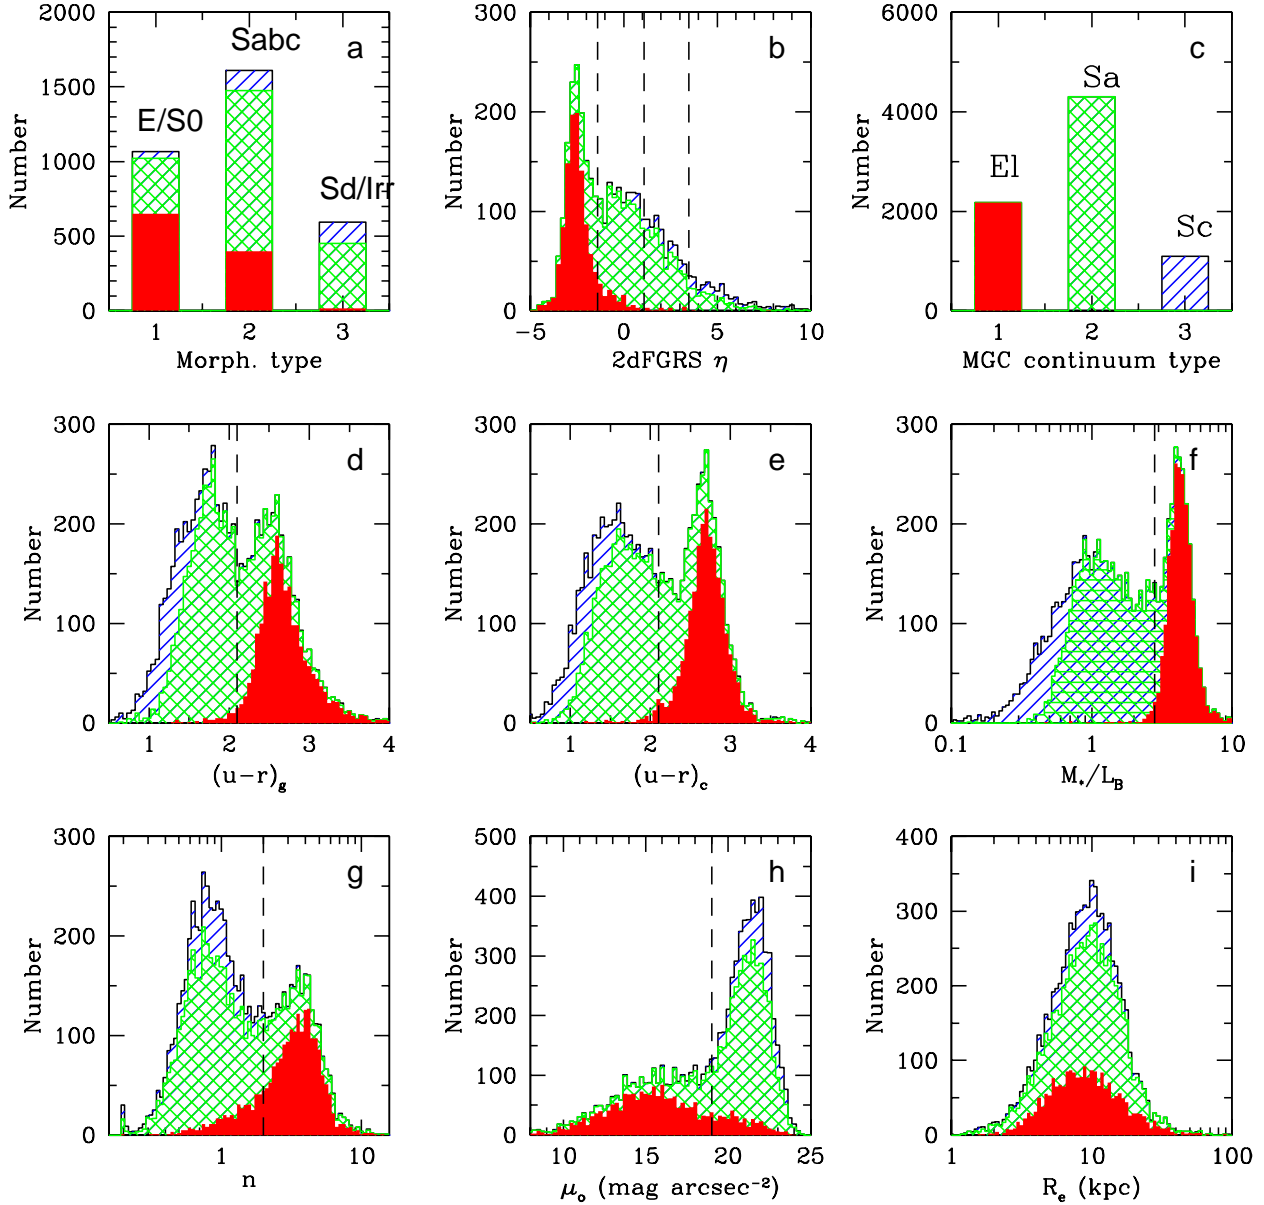 2000
1500
1000
500
0
Number
E/S0
Sabc
Sd/Irr
a
1 2 3
Morph. type
300
200
100
0
Number
b
−5 0 5 10
2dFGRS η
6000
4000
2000
0
Number
El
Sa
Sc
c
1 2 3
MGC continuum type
300
200
100
0
Number
d
1 2 3 4
(u−r)g
300
200
100
0
Number
e
1 2 3 4
(u−r)c
300
200
100
0
Number
f
0.1 1 10
M*/LB
300
200
100
0
Number
g
1 10
n
500
400
300
200
100
0
Number
h
10 15 20 25
μo (mag arcsec−2)
400
300
200
100
0
Number
i
1 10 100
Re (kpc)